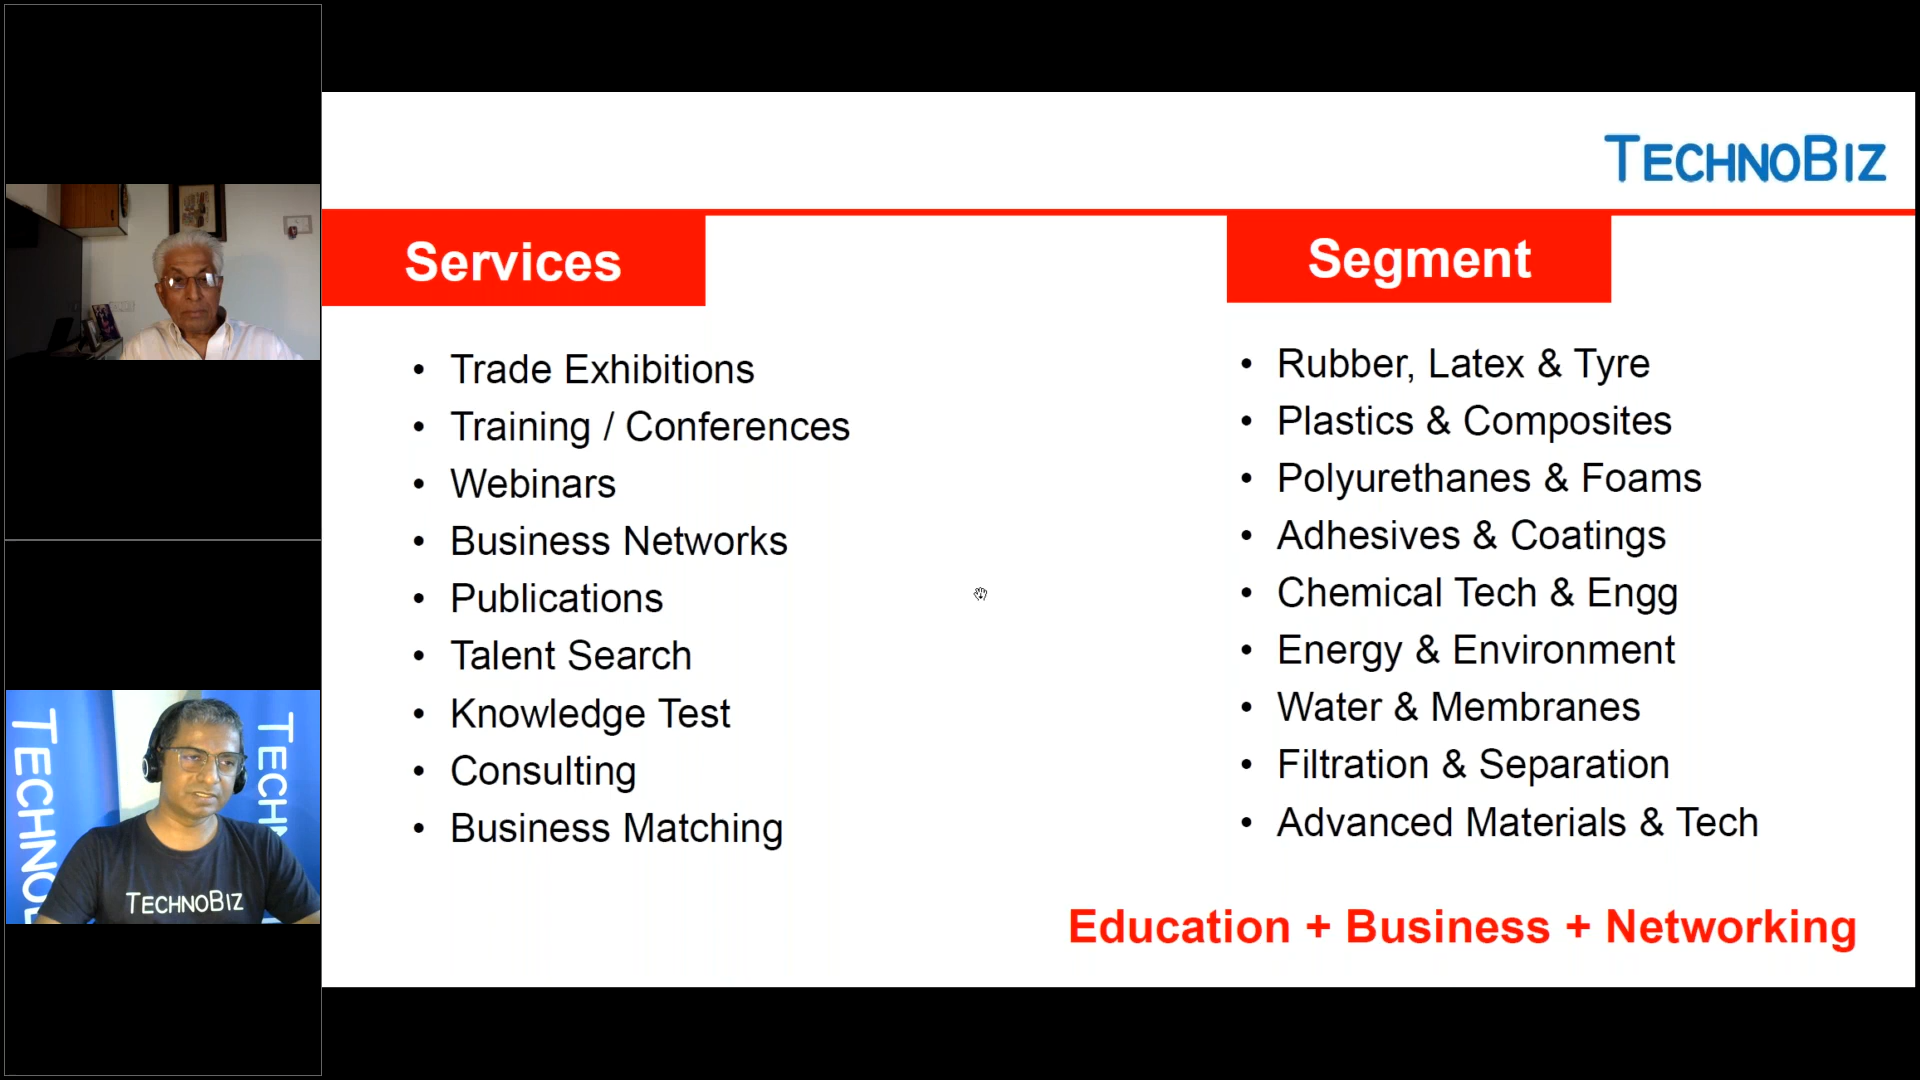 TECHNOBIZ
Services
• Trade Exhibitions
• Training / Conferences
• Webinars
• Business Networks
• Publications
• Talent Search
• Knowledge Test
• Consulting
• Business Matching
Segment
• Rubber, Latex & Tyre
• Plastics & Composites
• Polyurethanes & Foams
• Adhesives & Coatings
• Chemical Tech & Engg
• Energy & Environment
• Water & Membranes
• Filtration & Separation
• Advanced Materials & Tech
Education + Business + Networking
TECHNO
TECHN
TECHNOBIZ